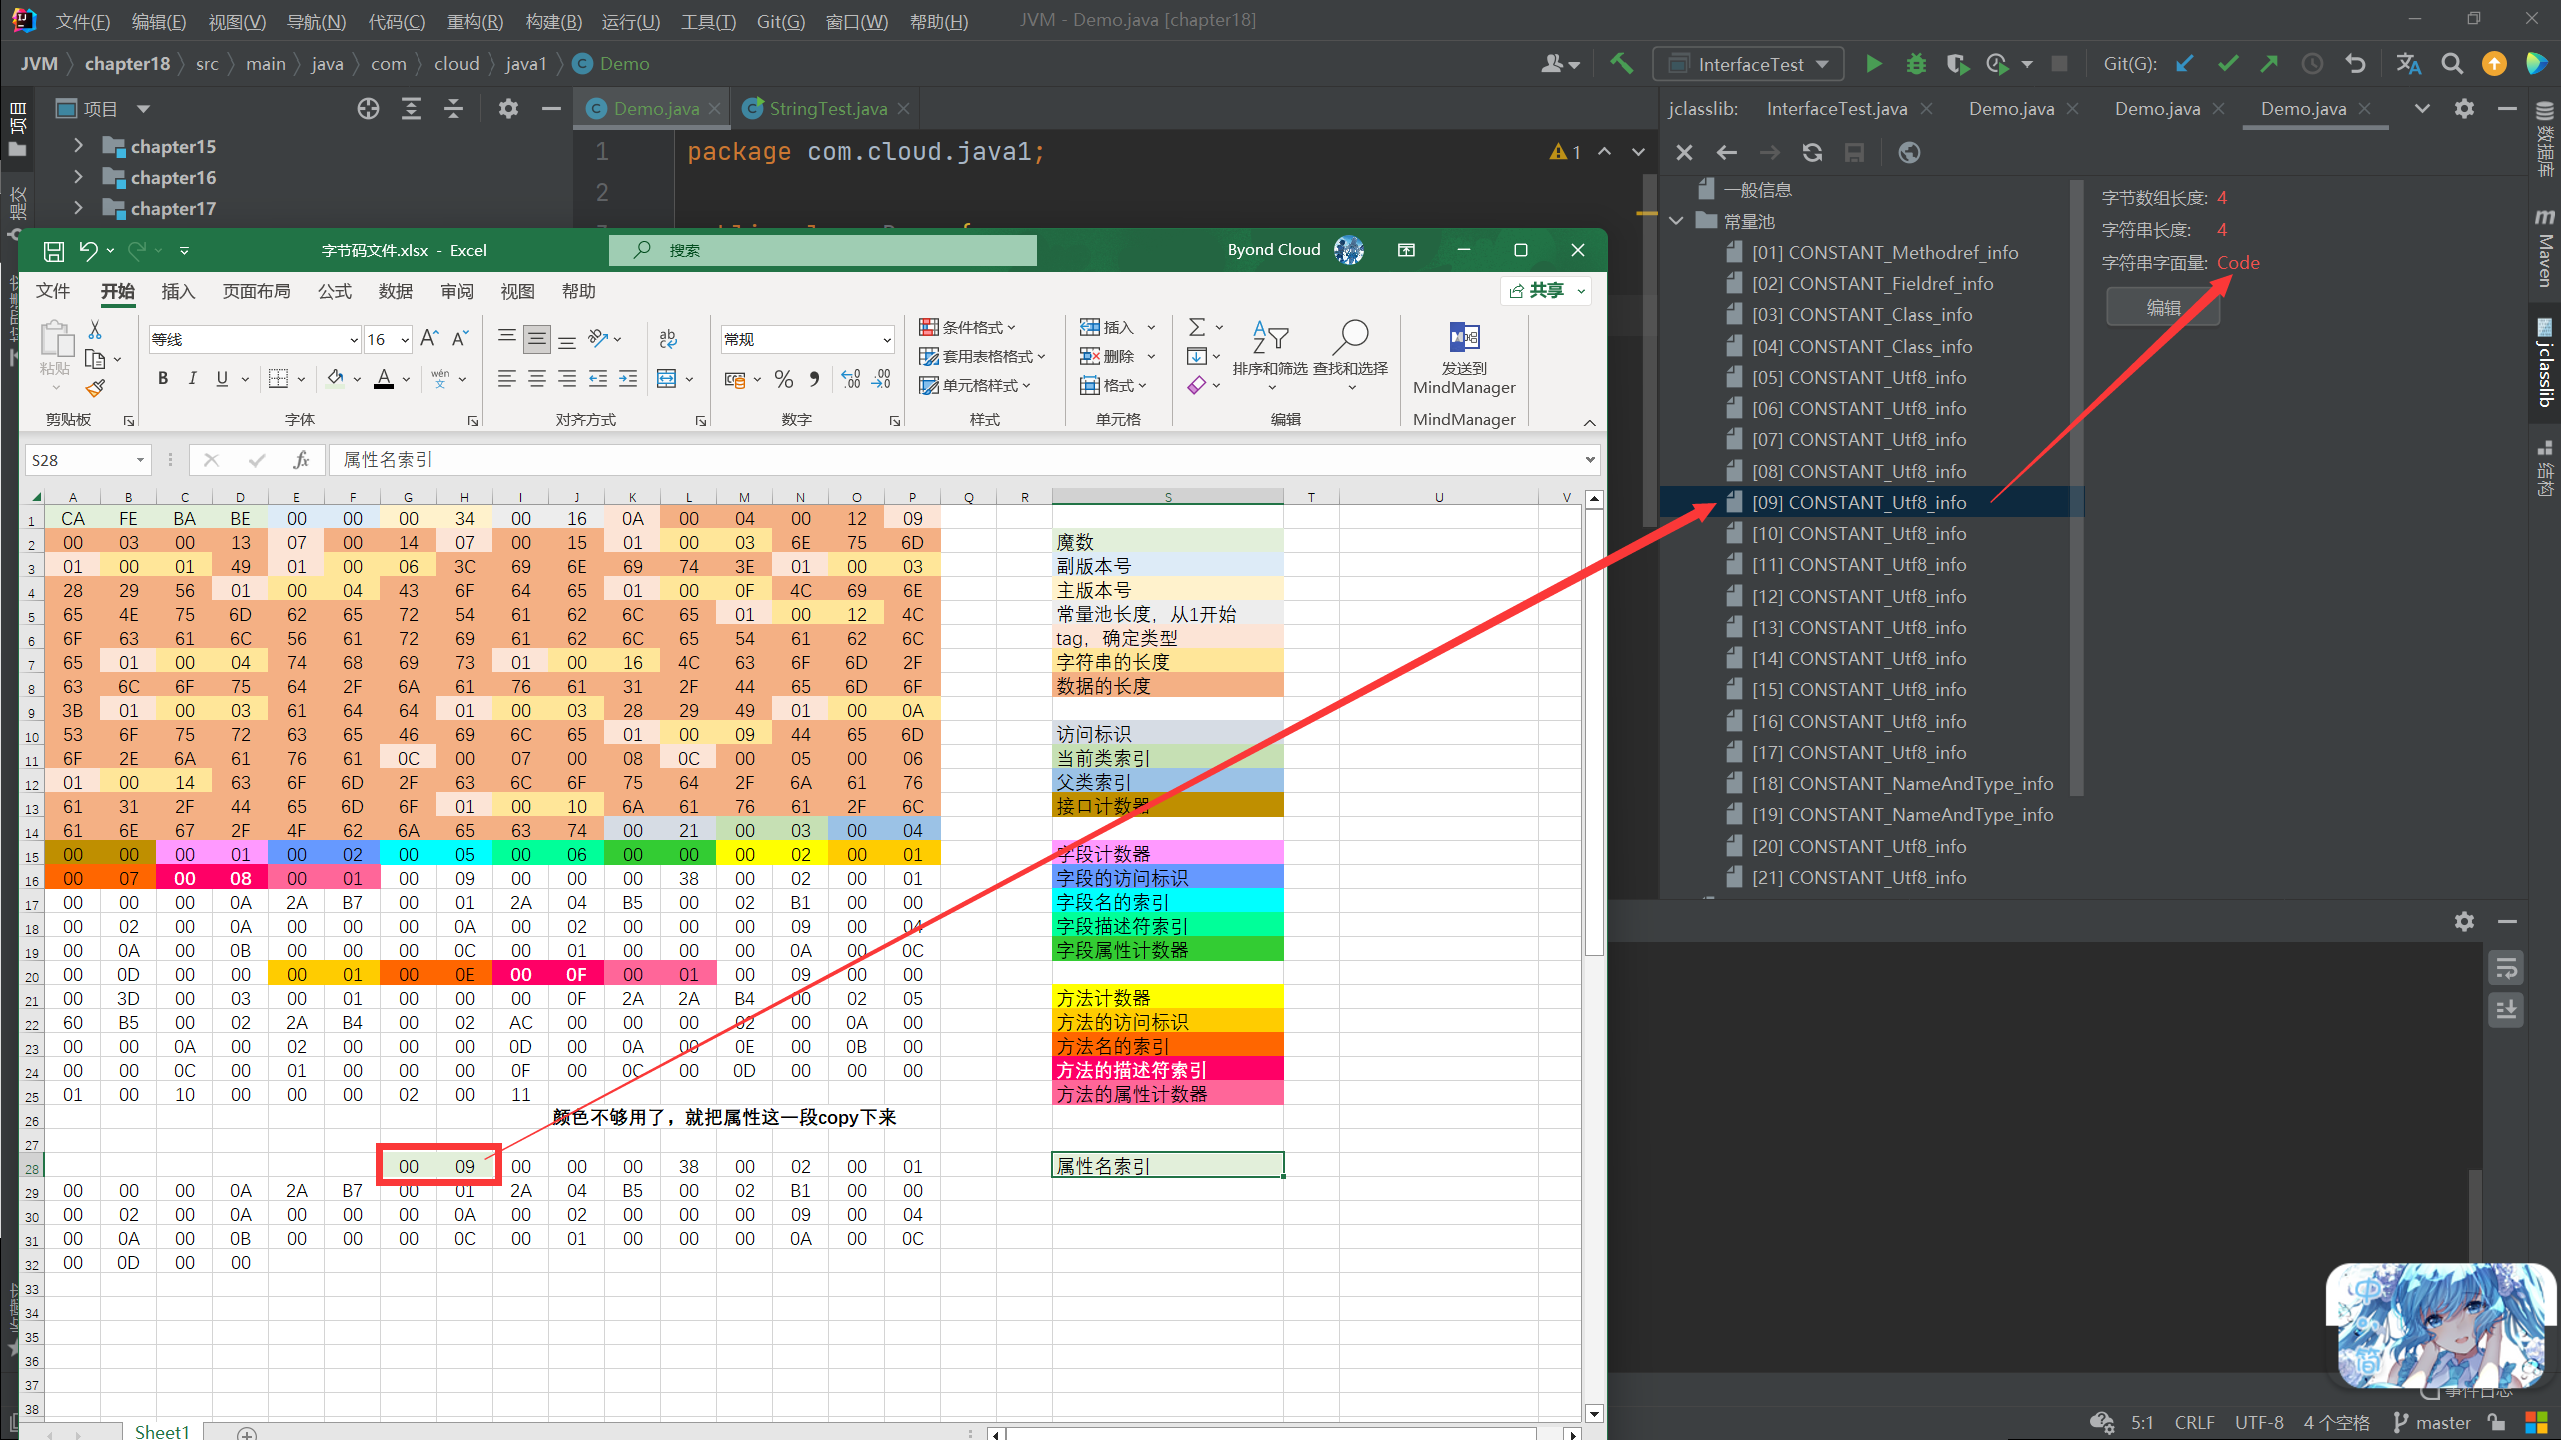 文件(F) 编辑(E) 视图(V) 导航(N) 代码(C) 重构(R) 构建(B) 运行(U) 工具(T) Git(G) 窗口(W) 帮助(H) JVM - Demo.java [chapter18]
JVM chapter18 src main java com cloud java1 Demo InterfaceTest Git(G):
项目 Demo.java StringTest.java jclasslib: InterfaceTest.java Demo.java Demo.java Demo.java
项目
提交
chapter15
chapter16
chapter17
1 package com.cloud.java1;
2
1
字节码文件.xlsx - Excel 搜索 Byond Cloud
文件 开始 插入 页面布局 公式 数据 审阅 视图 帮助 共享
粘贴 等线 16 常规 条件格式 插入
套用表格格式 删除 排序和筛选 查找和选择 发送到
MindManager
B I U wén 文 % 单元格样式 格式
剪贴板 字体 对齐方式 数字 样式 单元格 编辑 MindManager
S28 fx 属性名索引
A B C D E F G H I J K L M N O P Q R S T U V
1 CA FE BA BE 00 00 00 34 00 16 0A 00 04 00 12 09
2 00 03 00 13 07 00 14 07 00 15 01 00 03 6E 75 6D 魔数
3 01 00 01 49 01 00 06 3C 69 6E 69 74 3E 01 00 03 副版本号
4 28 29 56 01 00 04 43 6F 64 65 01 00 0F 4C 69 6E 主版本号
5 65 4E 75 6D 62 65 72 54 61 62 6C 65 01 00 12 4C 常量池长度，从1开始
6 6F 63 61 6C 56 61 72 69 61 62 6C 65 54 61 62 6C tag，确定类型
7 65 01 00 04 74 68 69 73 01 00 16 4C 63 6F 6D 2F 字符串的长度
8 63 6C 6F 75 64 2F 6A 61 76 61 31 2F 44 65 6D 6F 数据的长度
9 3B 01 00 03 61 64 64 01 00 03 28 29 49 01 00 0A
10 53 6F 75 72 63 65 46 69 6C 65 01 00 09 44 65 6D 访问标识
11 6F 2E 6A 61 76 61 0C 00 07 00 08 0C 00 05 00 06 当前类索引
12 01 00 14 63 6F 6D 2F 63 6C 6F 75 64 2F 6A 61 76 父类索引
13 61 31 2F 44 65 6D 6F 01 00 10 6A 61 76 61 2F 6C 接口计数器
14 61 6E 67 2F 4F 62 6A 65 63 74 00 21 00 03 00 04
15 00 00 00 01 00 02 00 05 00 06 00 00 00 02 00 01 字段计数器
16 00 07 00 08 00 01 00 09 00 00 00 38 00 02 00 01 字段的访问标识
17 00 00 00 0A 2A B7 00 01 2A 04 B5 00 02 B1 00 00 字段名的索引
18 00 02 00 0A 00 00 00 0A 00 02 00 00 00 09 00 04 字段描述符索引
19 00 0A 00 0B 00 00 00 0C 00 01 00 00 00 0A 00 0C 字段属性计数器
20 00 0D 00 00 00 01 00 0E 00 0F 00 01 00 09 00 00
21 00 3D 00 03 00 01 00 00 00 0F 2A 2A B4 00 02 05 方法计数器
22 60 B5 00 02 2A B4 00 02 AC 00 00 00 02 00 0A 00 方法的访问标识
23 00 00 0A 00 02 00 00 00 0D 00 0A 00 0E 00 0B 00 方法名的索引
24 00 00 0C 00 01 00 00 00 0F 00 0C 00 0D 00 00 00 方法的描述符索引
25 01 00 10 00 00 00 02 00 11 方法的属性计数器
26 颜色不够用了，就把属性这一段copy下来
27
28 00 09 00 00 00 38 00 02 00 01 属性名索引
29 00 00 00 0A 2A B7 00 01 2A 04 B5 00 02 B1 00 00
30 00 02 00 0A 00 00 00 0A 00 02 00 00 00 09 00 04
31 00 0A 00 0B 00 00 00 0C 00 01 00 00 00 0A 00 0C
32 00 0D 00 00
33
34
35
36
37
38
Sheet1
一般信息
常量池
[01] CONSTANT_Methodref_info
[02] CONSTANT_Fieldref_info
[03] CONSTANT_Class_info
[04] CONSTANT_Class_info
[05] CONSTANT_Utf8_info
[06] CONSTANT_Utf8_info
[07] CONSTANT_Utf8_info
[08] CONSTANT_Utf8_info
[09] CONSTANT_Utf8_info
[10] CONSTANT_Utf8_info
[11] CONSTANT_Utf8_info
[12] CONSTANT_Utf8_info
[13] CONSTANT_Utf8_info
[14] CONSTANT_Utf8_info
[15] CONSTANT_Utf8_info
[16] CONSTANT_Utf8_info
[17] CONSTANT_Utf8_info
[18] CONSTANT_NameAndType_info
[19] CONSTANT_NameAndType_info
[20] CONSTANT_Utf8_info
[21] CONSTANT_Utf8_info
字节数组长度: 4
字符串长度: 4
字符串字面量: Code
编辑
数据库
Maven
jclasslib
结构
中
简
事件日志
5:1 CRLF UTF-8 4 个空格 master